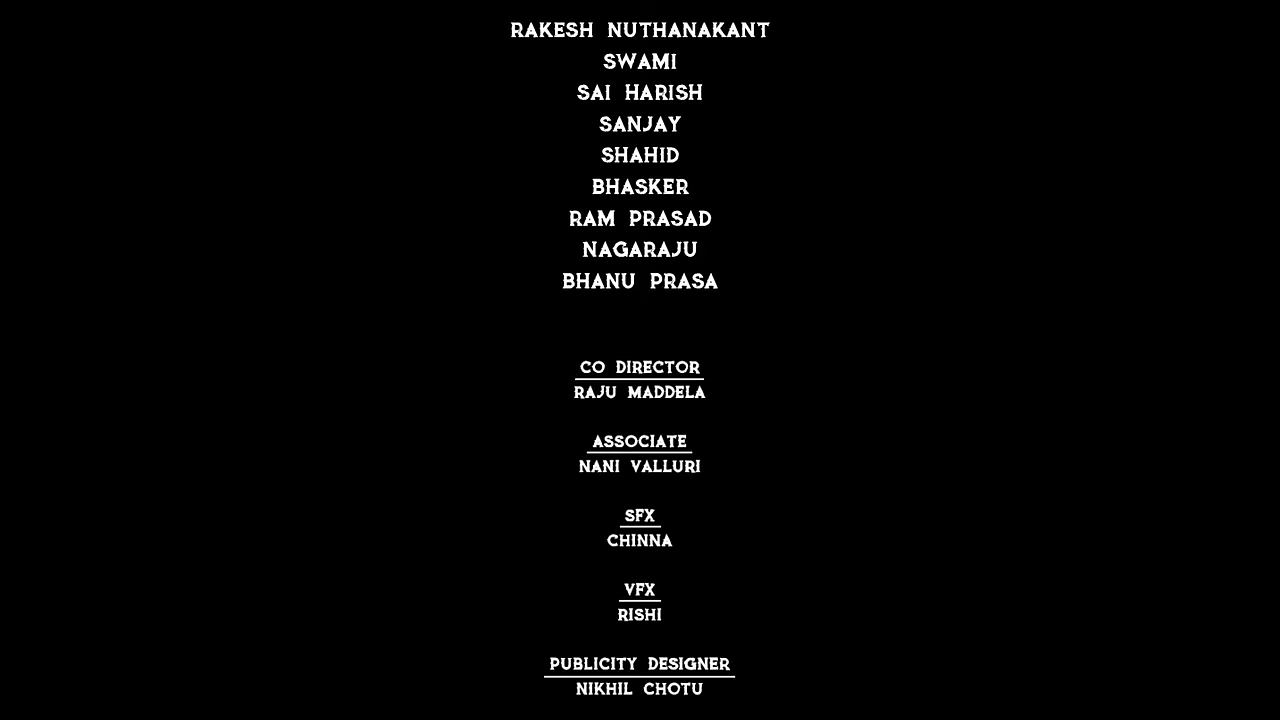 RAKESH NUTHANAKANT
SWAMI
SAI HARISH
SANJAY
SHAHID
BHASKER
RAM PRASAD
NAGARAJU
BHANU PRASA
CO DIRECTOR
RAJU MADDELA
ASSOCIATE
NANI VALLURI
SFX
CHINNA
VFX
RISHI
PUBLICITY DESIGNER
NIKHIL CHOTU